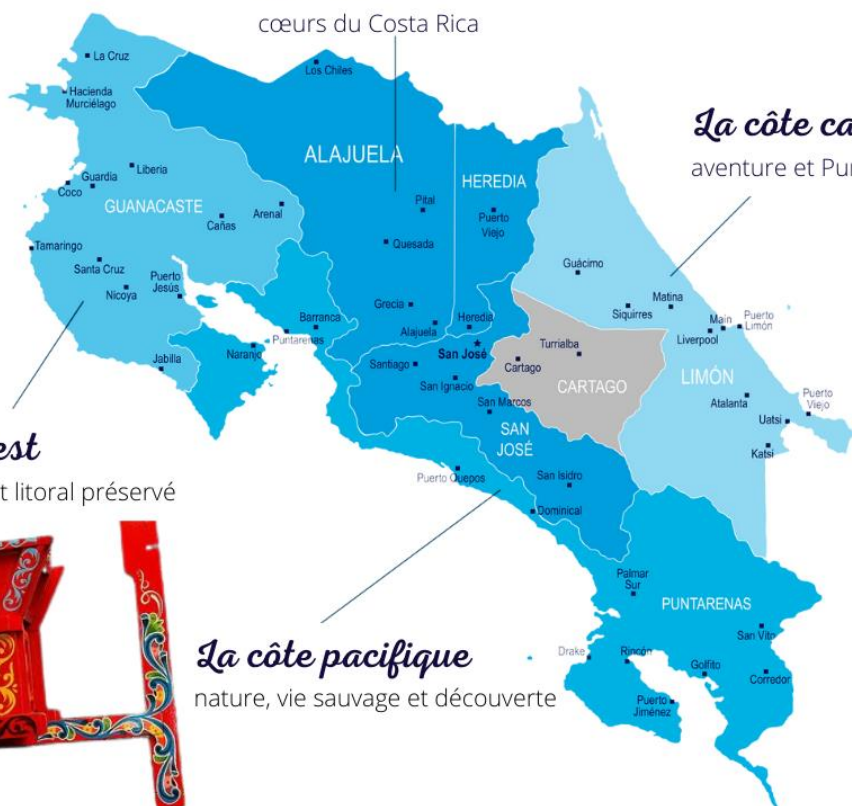 cœurs du Costa Rica
La Cruz
Los Chiles
Hacienda
Murciélago
La côte ca
aventure et Pu
ALAJUELA
HEREDIA
Liberia
Guardia
Coco
GUANACASTE
Arenal
Cañas
Pital
Puerto
Viejo
Quesada
Tamaringo
Santa Cruz
Nicoya
Puerto
Jesús
Guácimo
Siquirres
Matina
Main
Puerto
Limón
Liverpool
Grecia
Alajuela
Heredia
Barranca
Puntarenas
Naranjo
Jabilla
San José
Santiago
San Ignacio
Cartago
Turrialba
CARTAGO
LIMÓN
San Marcos
SAN
JOSÉ
Atalanta
Puerto
Viejo
Uatsi
Katsi
est
t litoral préservé
Puerto Quepos
San Isidro
Dominical
Palmar
Sur
PUNTARENAS
San Vito
Drake
Rincón
Golfito
Corredor
Puerto
Jiménez
La côte pacifique
nature, vie sauvage et découverte